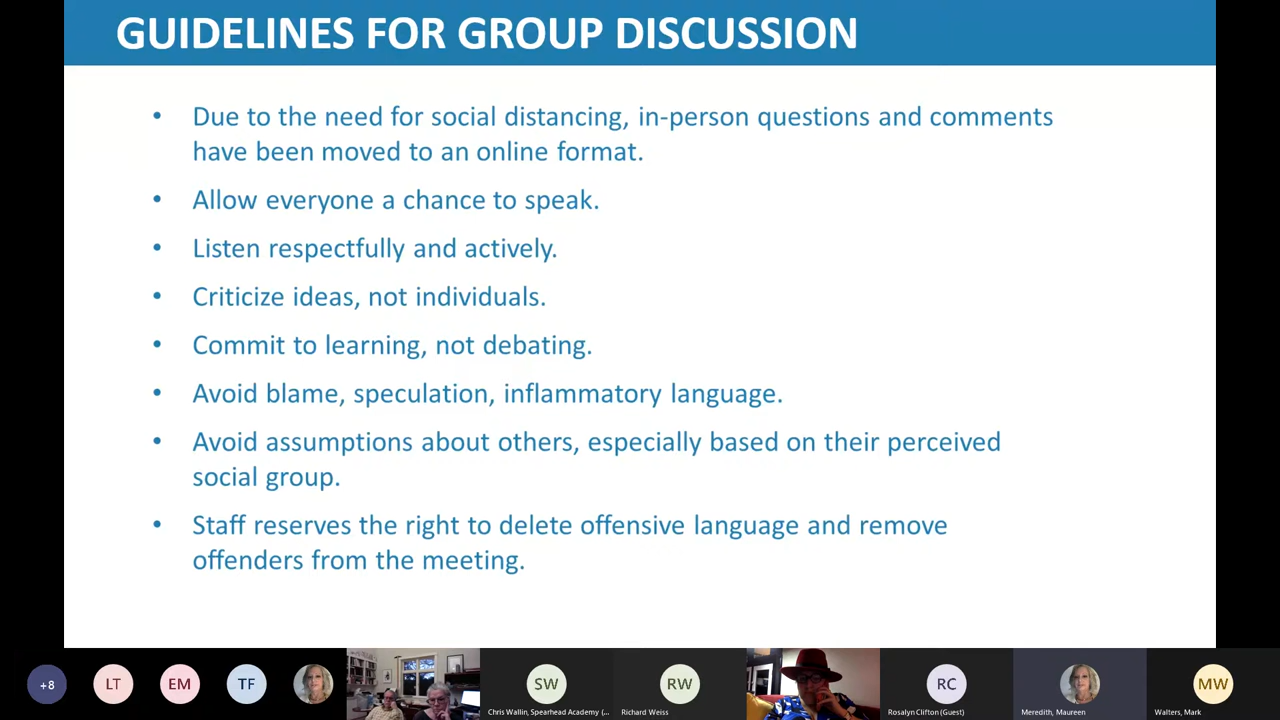 GUIDELINES FOR GROUP DISCUSSION
• Due to the need for social distancing, in-person questions and comments
have been moved to an online format.
• Allow everyone a chance to speak.
• Listen respectfully and actively.
• Criticize ideas, not individuals.
• Commit to learning, not debating.
• Avoid blame, speculation, inflammatory language.
• Avoid assumptions about others, especially based on their perceived
social group.
• Staff reserves the right to delete offensive language and remove
offenders from the meeting.
+8 LT EM TF SW RW RC MW
Chris Wallin, Spearhead Academy (... Richard Weiss Rosalyn Clifton (Guest) Meredith, Maureen Walters, Mark